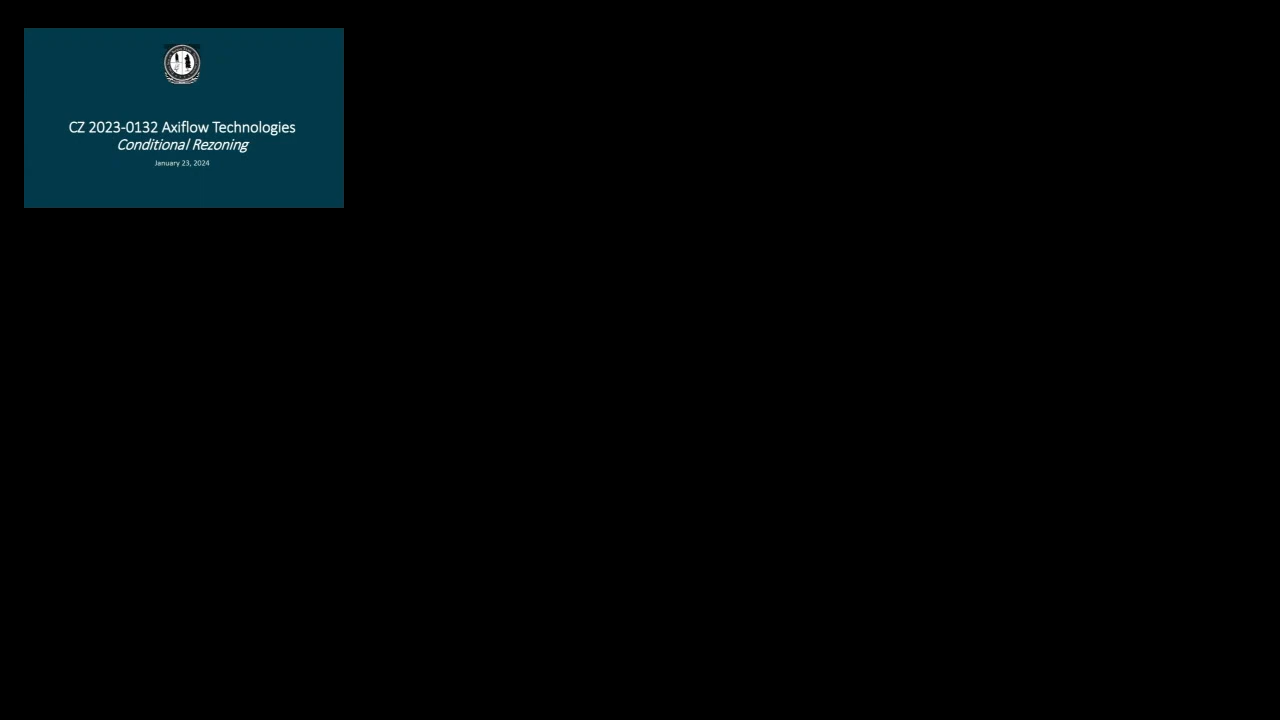 CZ 2023-0132 Axiflow Technologies
Conditional Rezoning
January 23, 2024